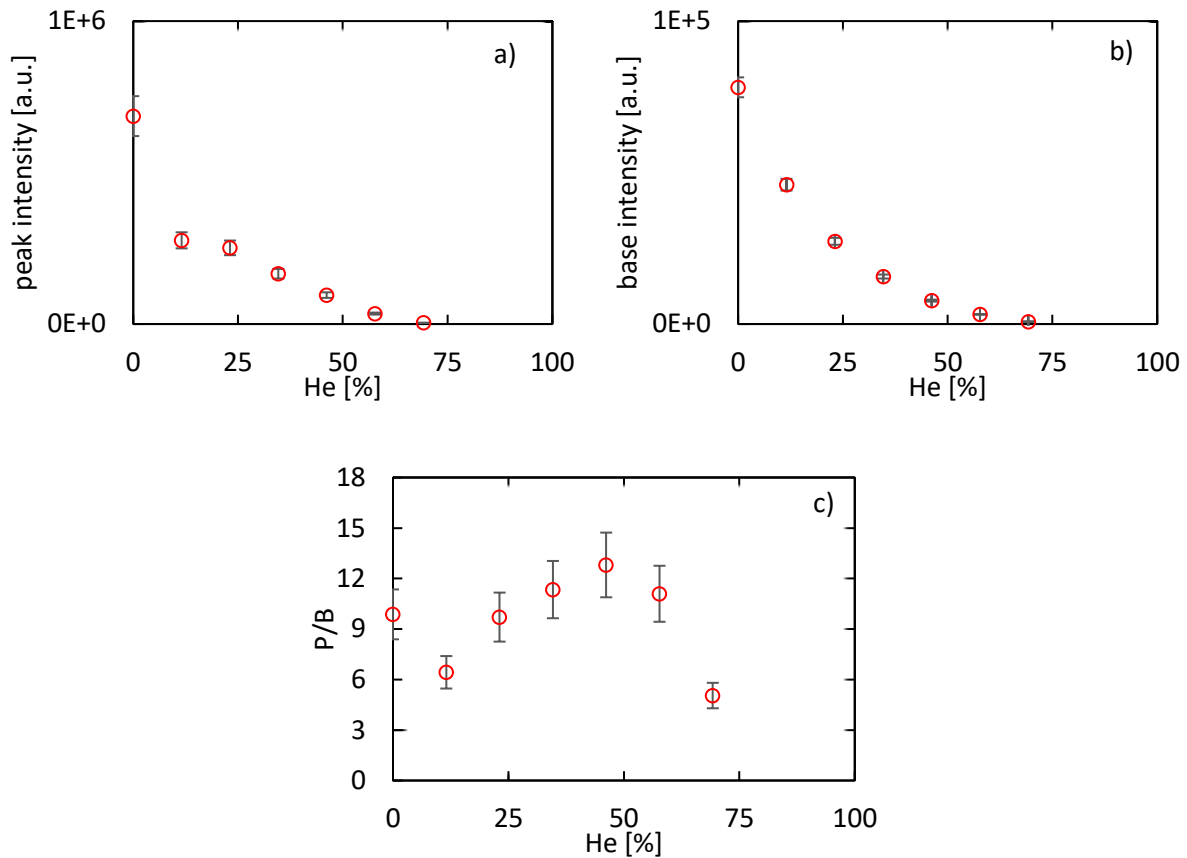 1E+6
a)
peak intensity [a.u.]
0E+0
0 25 50 75 100
He [%]
1E+5
b)
base intensity [a.u.]
0E+0
0 25 50 75 100
He [%]
18
c)
15
12
9
P/B
6
3
0
0 25 50 75 100
He [%]